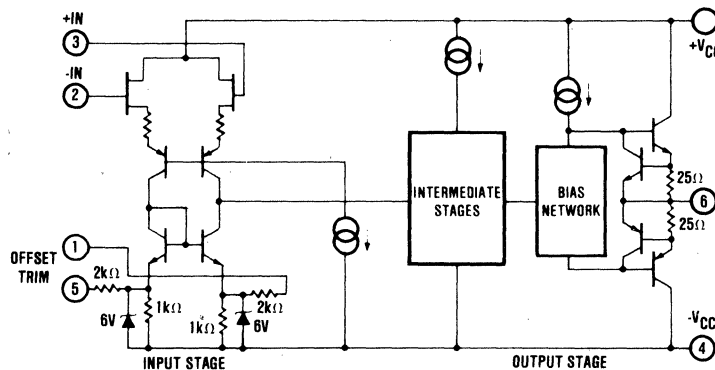 +IN
3
-IN
2
+VCC
INTERMEDIATE
STAGES
BIAS
NETWORK
25Ω
6
25Ω
OFFSET
TRIM
1
5
2kΩ
6V
1kΩ
1kΩ
2kΩ
6V
-VCC
4
INPUT STAGE
OUTPUT STAGE